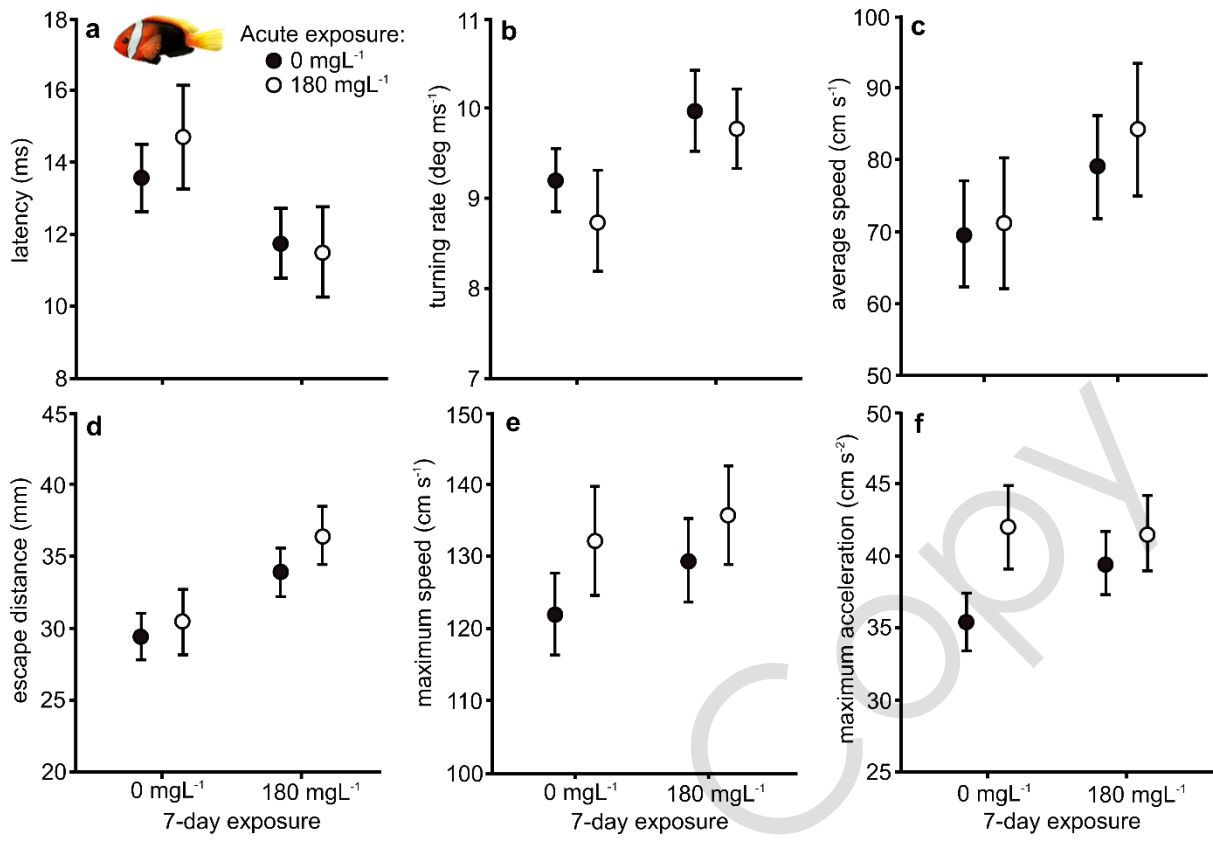 a
Acute exposure:
0 mgL-1
180 mgL-1
18
16
14
12
10
8
latency (ms)
b
11
10
9
8
7
turning rate (deg ms-1)
c
100
90
80
70
60
50
average speed (cm s-1)
d
45
40
35
30
25
20
escape distance (mm)
0 mgL-1 180 mgL-1
7-day exposure
e
150
140
130
120
110
100
maximum speed (cm s-1)
0 mgL-1 180 mgL-1
7-day exposure
f
50
45
40
35
30
25
maximum acceleration (cm s-2)
0 mgL-1 180 mgL-1
7-day exposure
Copy